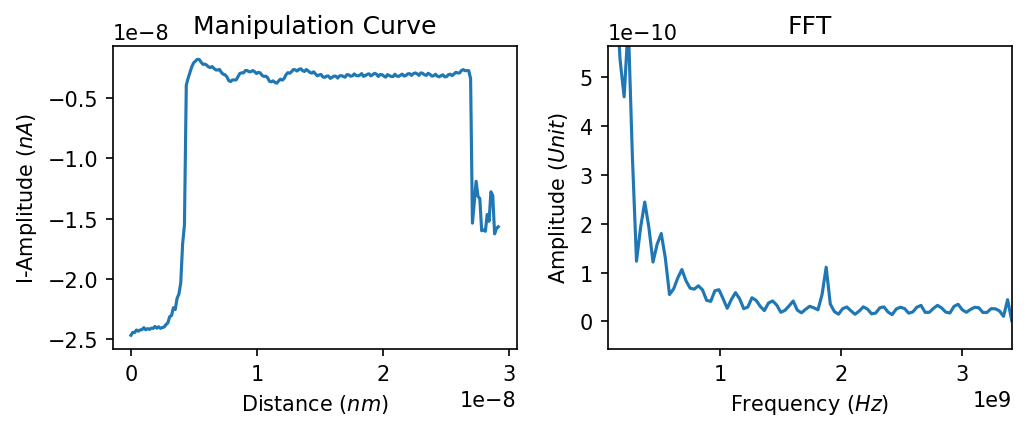 Manipulation Curve
1e−8
−0.5
−1.0
−1.5
−2.0
−2.5
I-Amplitude (nA)
0 1 2 3
Distance (nm)
1e−8
FFT
1e−10
5
4
3
2
1
0
Amplitude (Unit)
1 2 3
Frequency (Hz)
1e9